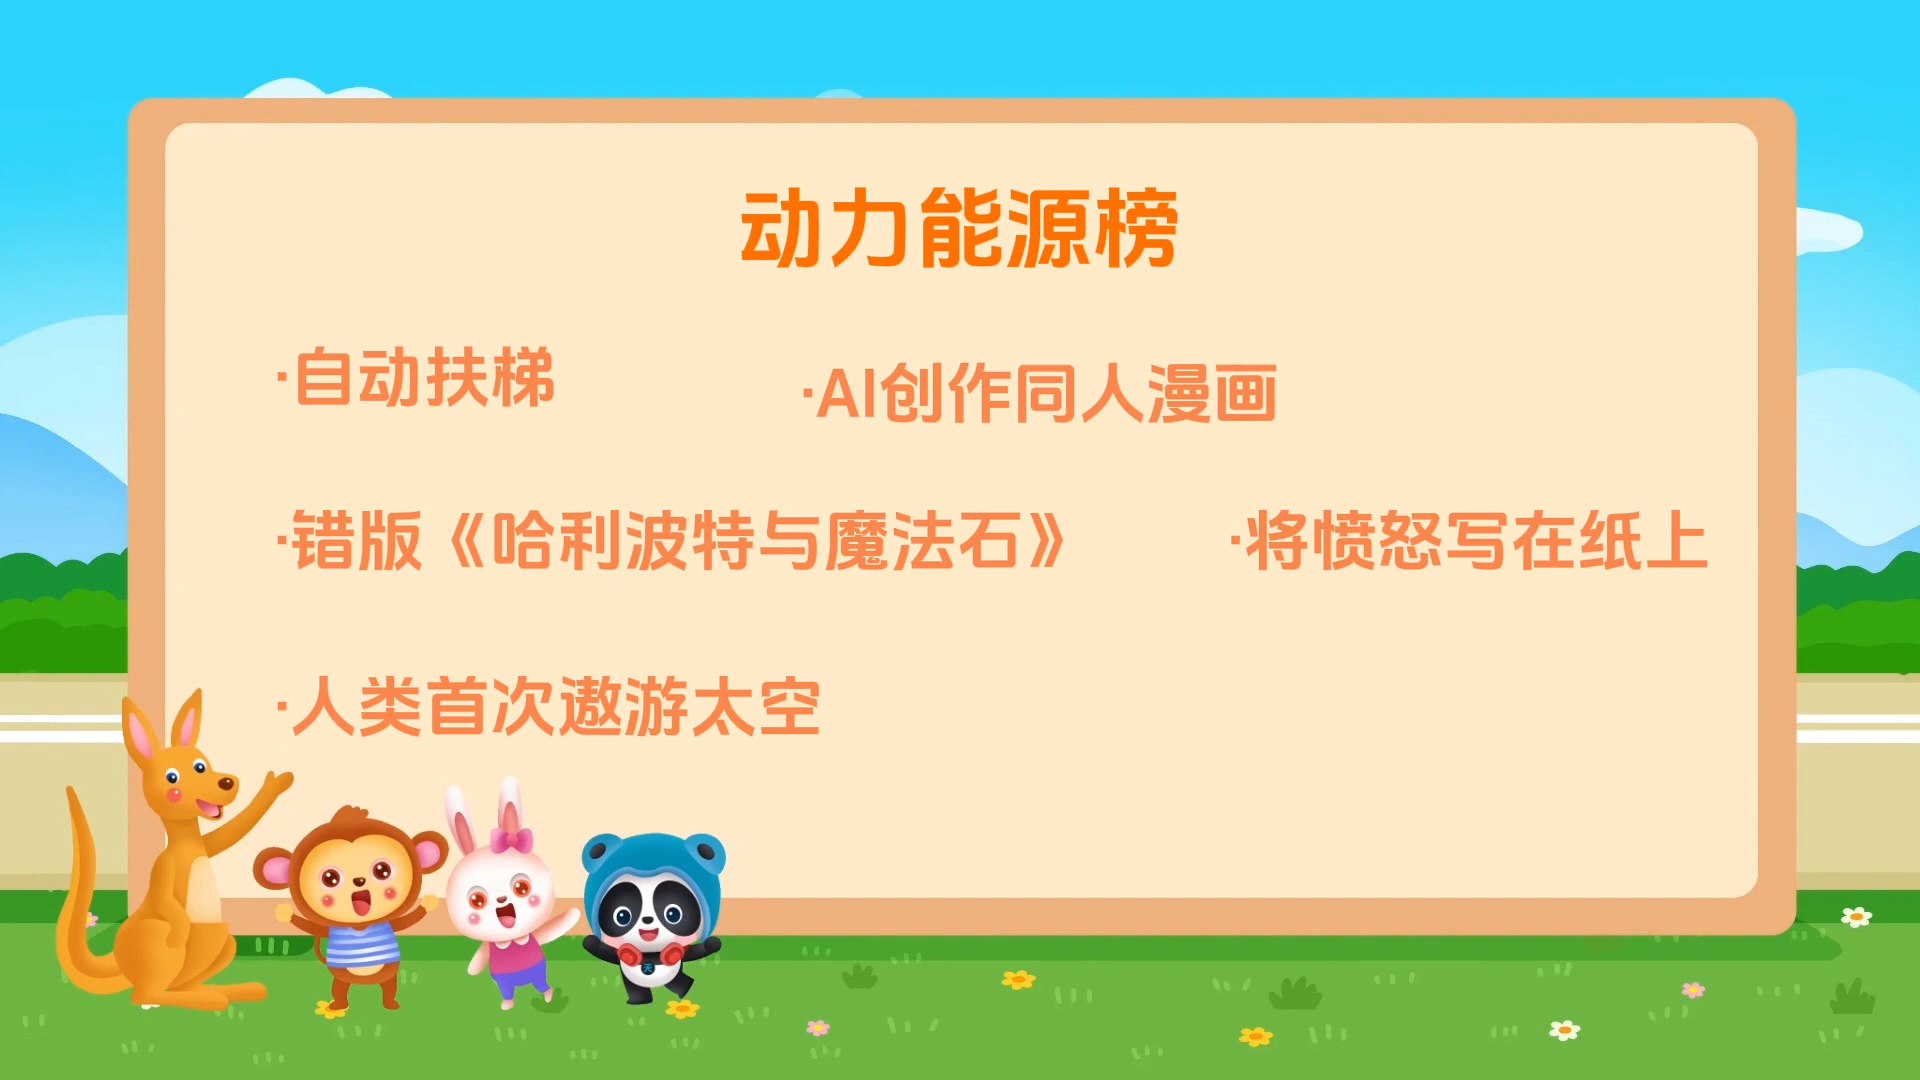 动力能源榜
·自动扶梯
·AI创作同人漫画
·错版《哈利波特与魔法石》
·将愤怒写在纸上
·人类首次遨游太空
天